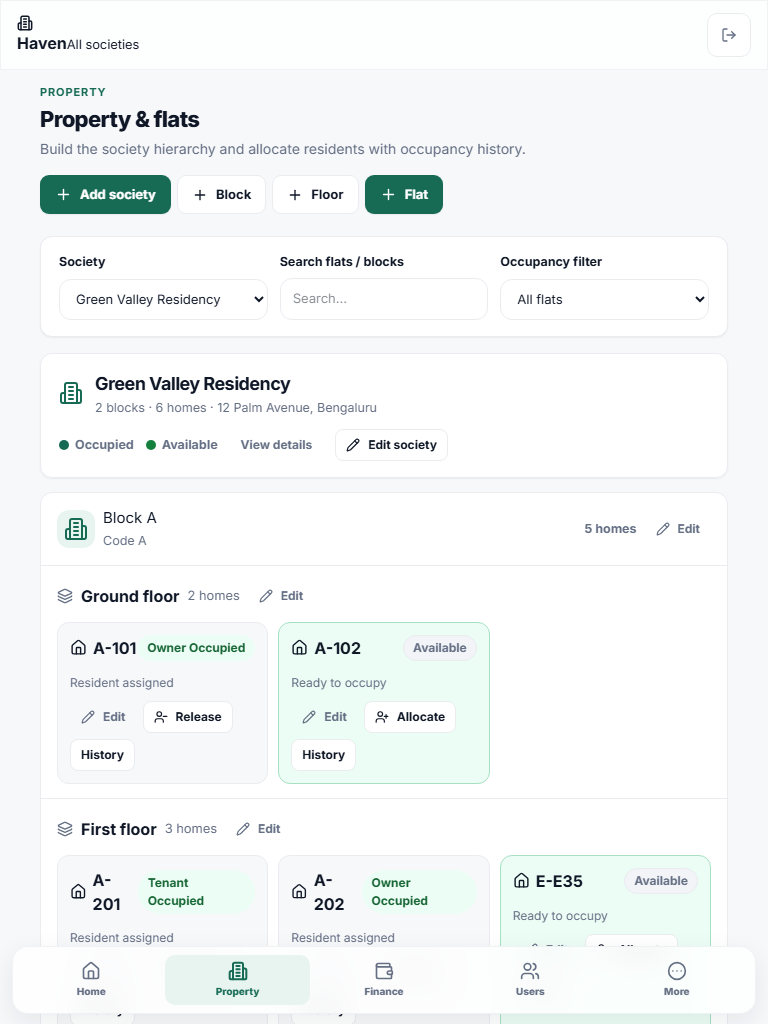 HavenAll societies
PROPERTY
Property & flats
Build the society hierarchy and allocate residents with occupancy history.
Add society
Block
Floor
Flat
Society
Search flats / blocks
Occupancy filter
Green Valley Residency
Search...
All flats
Green Valley Residency
2 blocks · 6 homes · 12 Palm Avenue, Bengaluru
Occupied
Available
View details
Edit society
Block A
Code A
5 homes
Edit
Ground floor
2 homes
Edit
A-101
Owner Occupied
Resident assigned
Edit
Release
History
A-102
Available
Ready to occupy
Edit
Allocate
History
First floor
3 homes
Edit
A-
201
Tenant
Occupied
Resident assigned
A-
202
Owner
Occupied
Resident assigned
E-E35
Available
Ready to occupy
Home
Property
Finance
Users
More